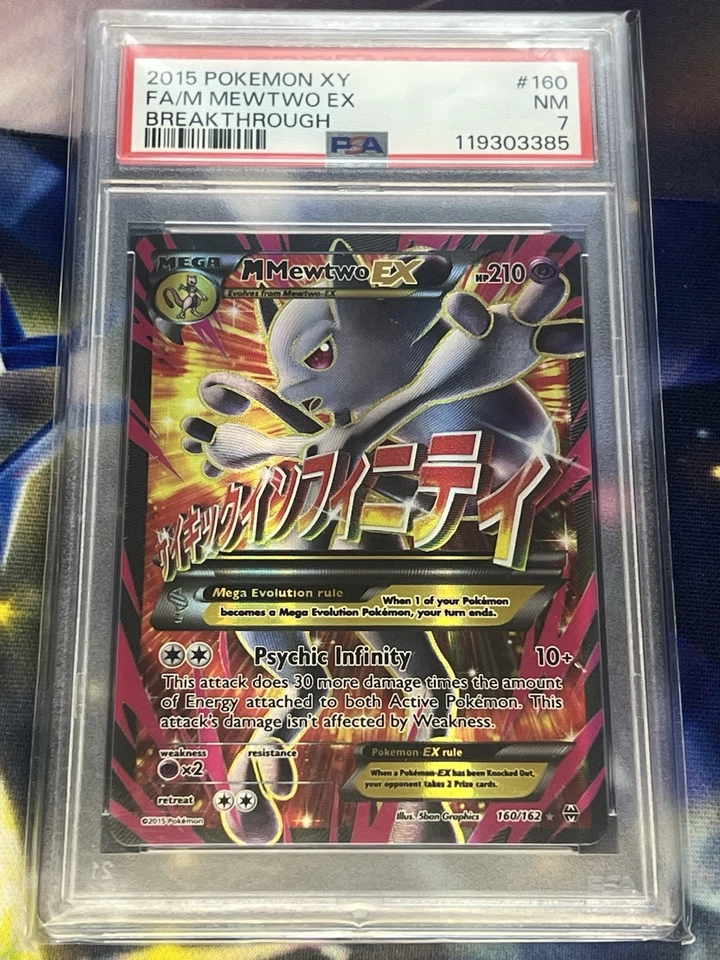 2015 POKEMON XY #160
FA/M MEWTWO EX NM
BREAKTHROUGH 7
PSA 119303385
MEGA M Mewtwo EX HP210
Evolves from Mewtwo-EX
サイキックインフィニティ
Mega Evolution rule
When 1 of your Pokémon
becomes a Mega Evolution Pokémon, your turn ends.
Psychic Infinity 10+
This attack does 30 more damage times the amount
of Energy attached to both Active Pokémon. This
attack's damage isn't affected by Weakness.
weakness resistance
×2
retreat
Pokémon EX rule
When a Pokémon-EX has been Knocked Out,
your opponent takes 2 Prize cards.
©2015 Pokémon
Illus. 5ban Graphics 160/162